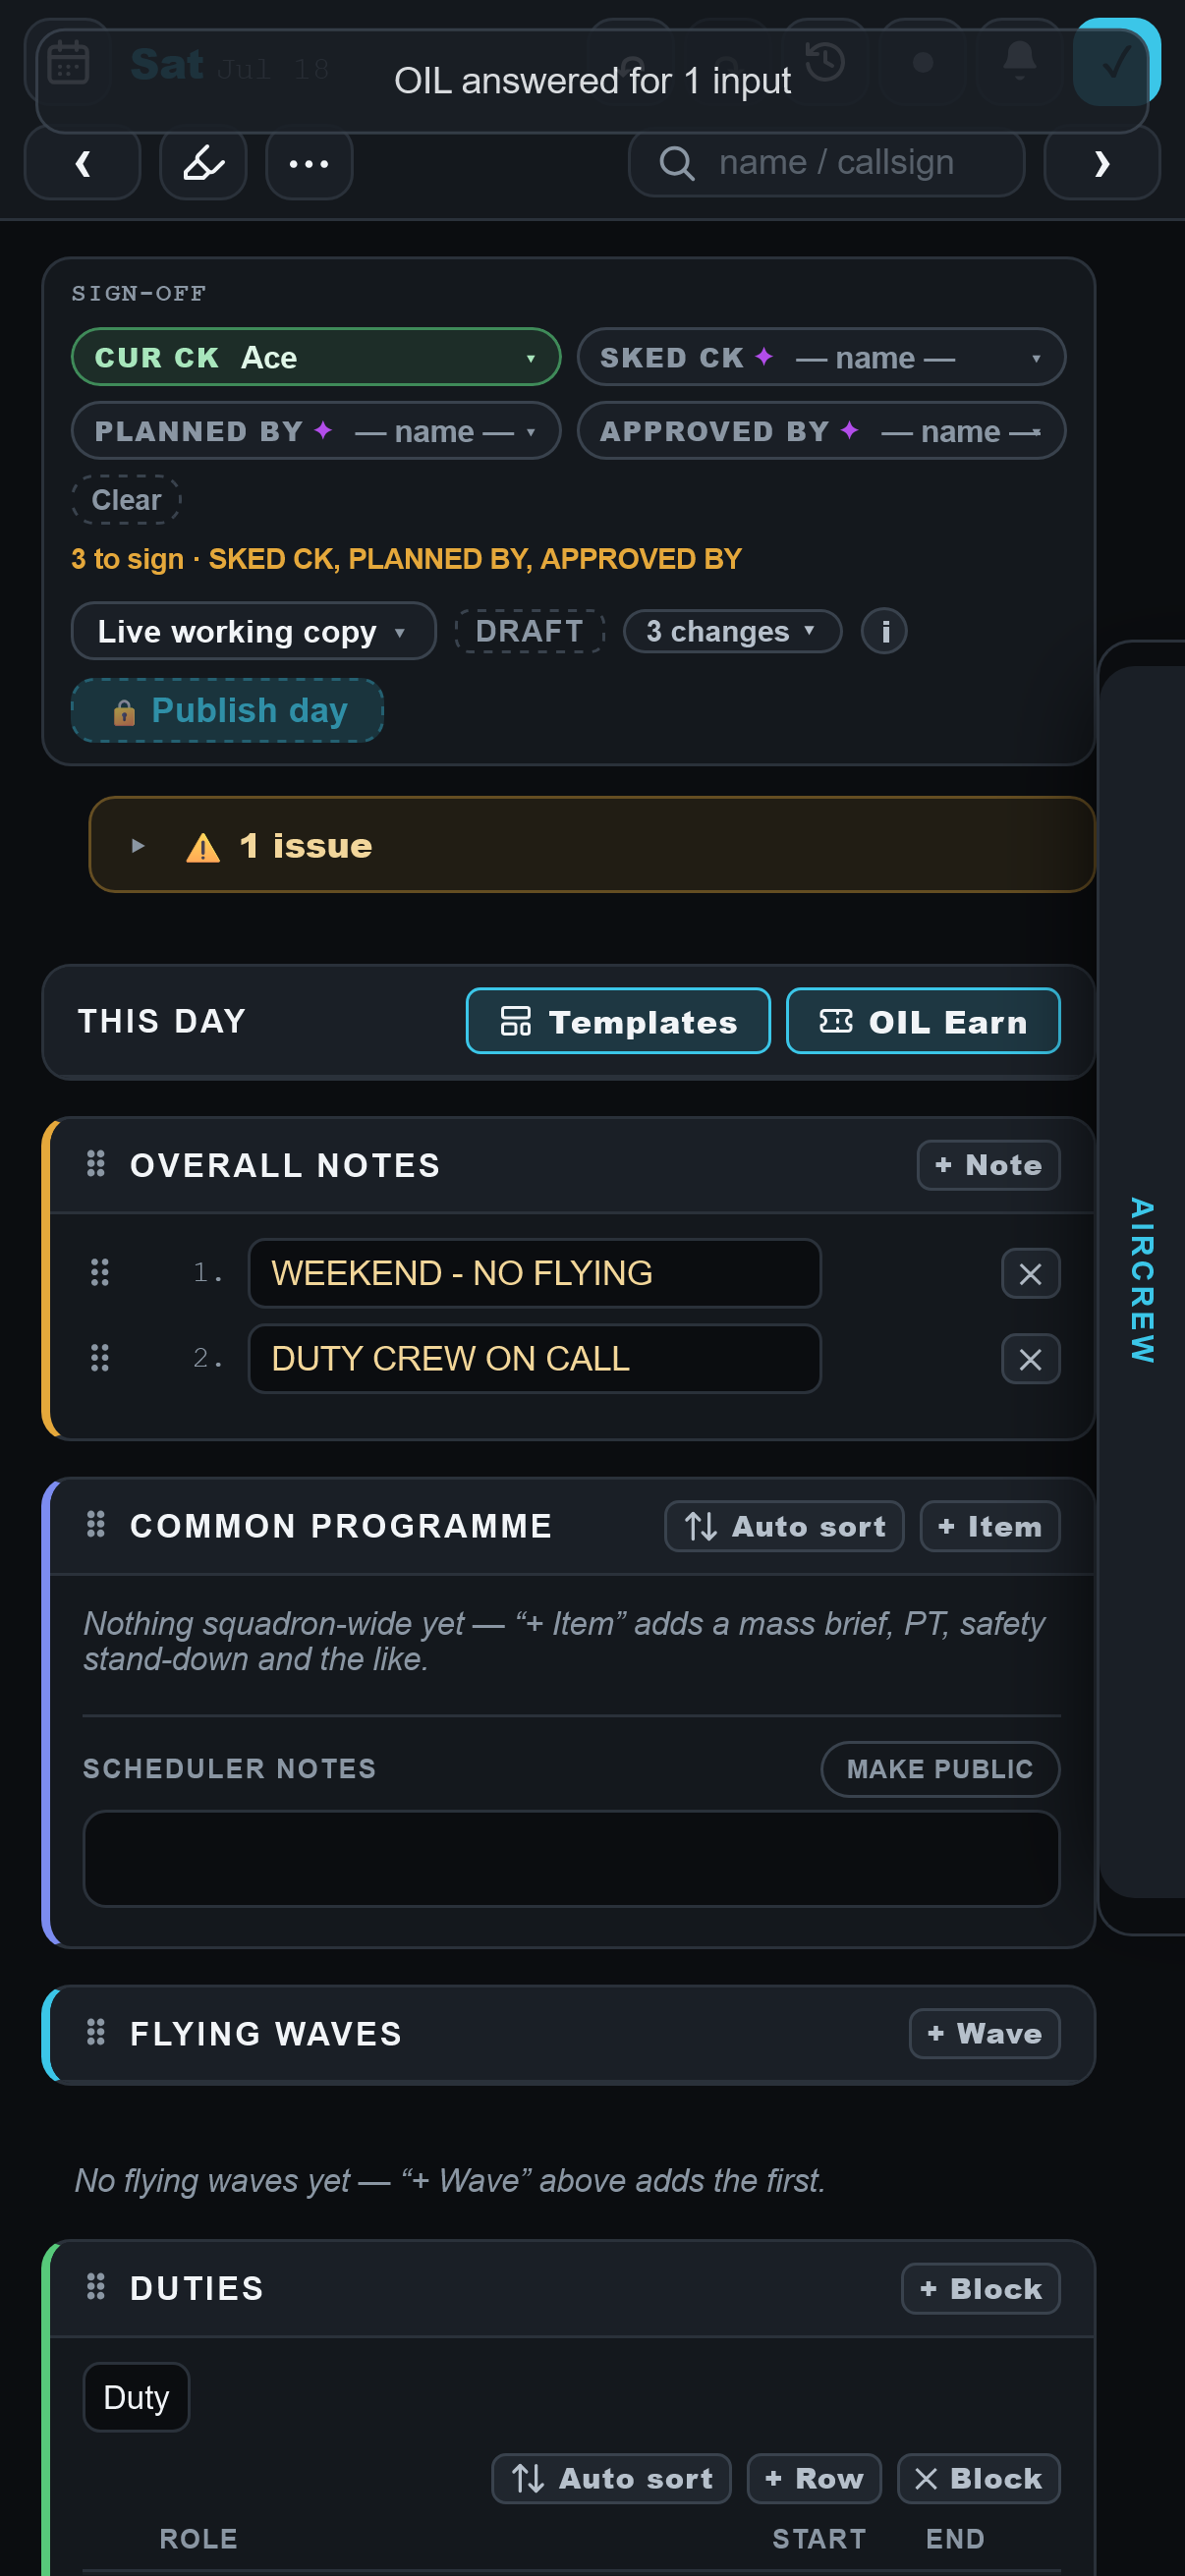 Sat Jul 18
OIL answered for 1 input
name / callsign
SIGN-OFF
CUR CK Ace
SKED CK — name —
PLANNED BY — name —
APPROVED BY — name —
Clear
3 to sign · SKED CK, PLANNED BY, APPROVED BY
Live working copy DRAFT 3 changes i
Publish day
1 issue
THIS DAY Templates OIL Earn
OVERALL NOTES + Note
1. WEEKEND - NO FLYING
2. DUTY CREW ON CALL
AIRCREW
COMMON PROGRAMME Auto sort + Item
Nothing squadron-wide yet — “+ Item” adds a mass brief, PT, safety
stand-down and the like.
SCHEDULER NOTES MAKE PUBLIC
FLYING WAVES + Wave
No flying waves yet — “+ Wave” above adds the first.
DUTIES + Block
Duty
Auto sort + Row × Block
ROLE START END